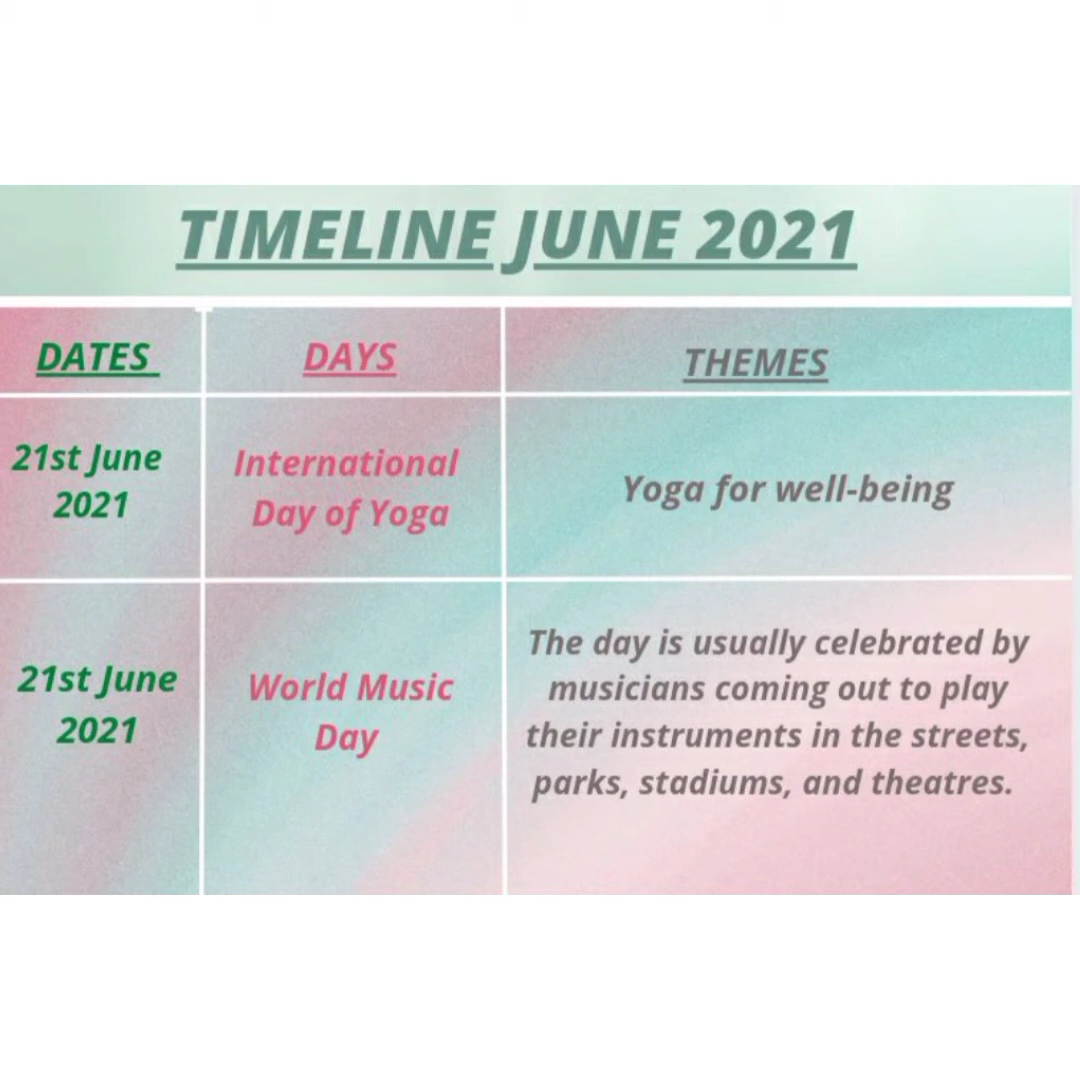 TIMELINE JUNE 2021
DATES
DAYS
THEMES
21st June
2021
International
Day of Yoga
Yoga for well-being
21st June
2021
World Music
Day
The day is usually celebrated by
musicians coming out to play
their instruments in the streets,
parks, stadiums, and theatres.